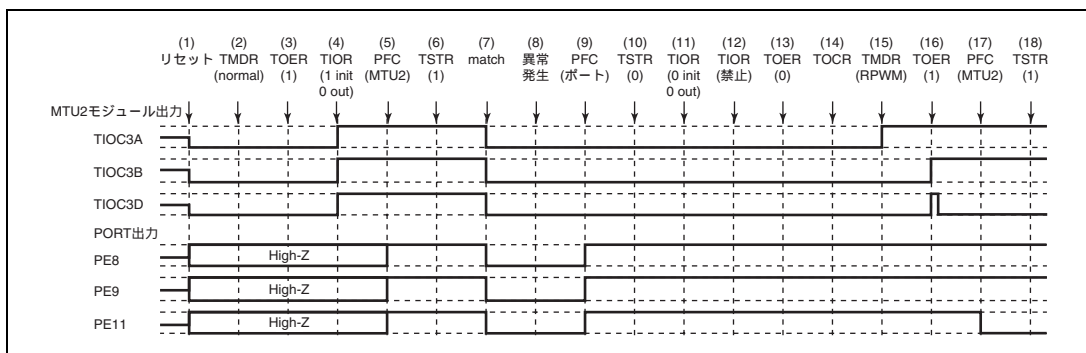 (1) (2) (3) (4) (5) (6) (7) (8) (9) (10) (11) (12) (13) (14) (15) (16) (17) (18)
リセット TMDR TOER TIOR PFC TSTR match 異常 PFC TSTR TIOR TIOR TOER TOCR TMDR TOER PFC TSTR
(normal) (1) (1 init (MTU2) (1) 発生 (ポート) (0) (0 init (禁止) (0) (RPWM) (1) (MTU2) (1)
0 out) 0 out)
MTU2モジュール出力
TIOC3A
TIOC3B
TIOC3D
PORT出力
PE8 High-Z
PE9 High-Z
PE11 High-Z